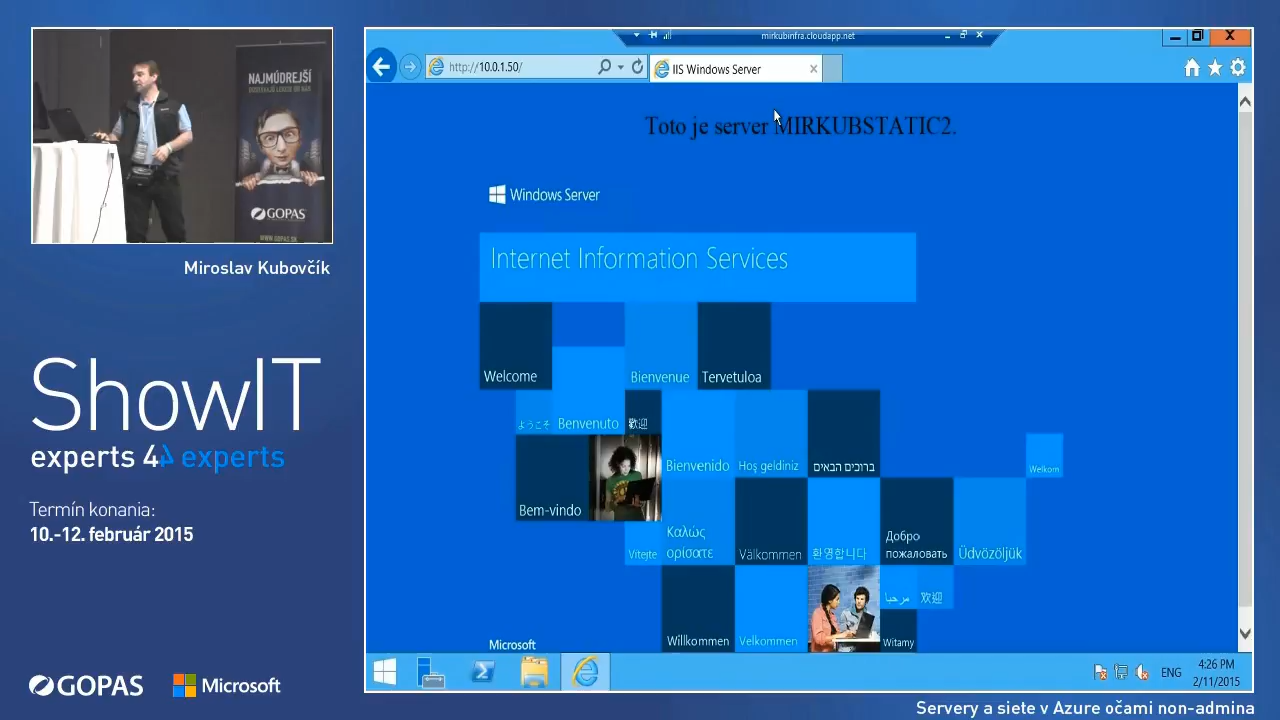 NAJMÚDREJŠÍ
GOPAS
WWW.GOPAS.SK
Miroslav Kubovčík
ShowIT
experts 4 experts
Termín konania:
10.-12. február 2015
GOPAS
Microsoft
mirkubinfra.cloudapp.net
http://10.0.1.50/
IIS Windows Server
Toto je server MIRKUBSTATIC2.
Windows Server
Internet Information Services
Welcome
Bienvenue
Tervetuloa
ようこそ
Benvenuto
歡迎
Bienvenido
Hoş geldiniz
ברוכים הבאים
Welkom
Bem-vindo
Vítejte
Καλώς
ορίσατε
Välkommen
환영합니다
Добро
пожаловать
Üdvözöljük
مرحبا
欢迎
Microsoft
Willkommen
Velkommen
Witamy
ENG
4:26 PM
2/11/2015
Servery a siete v Azure očami non-admina